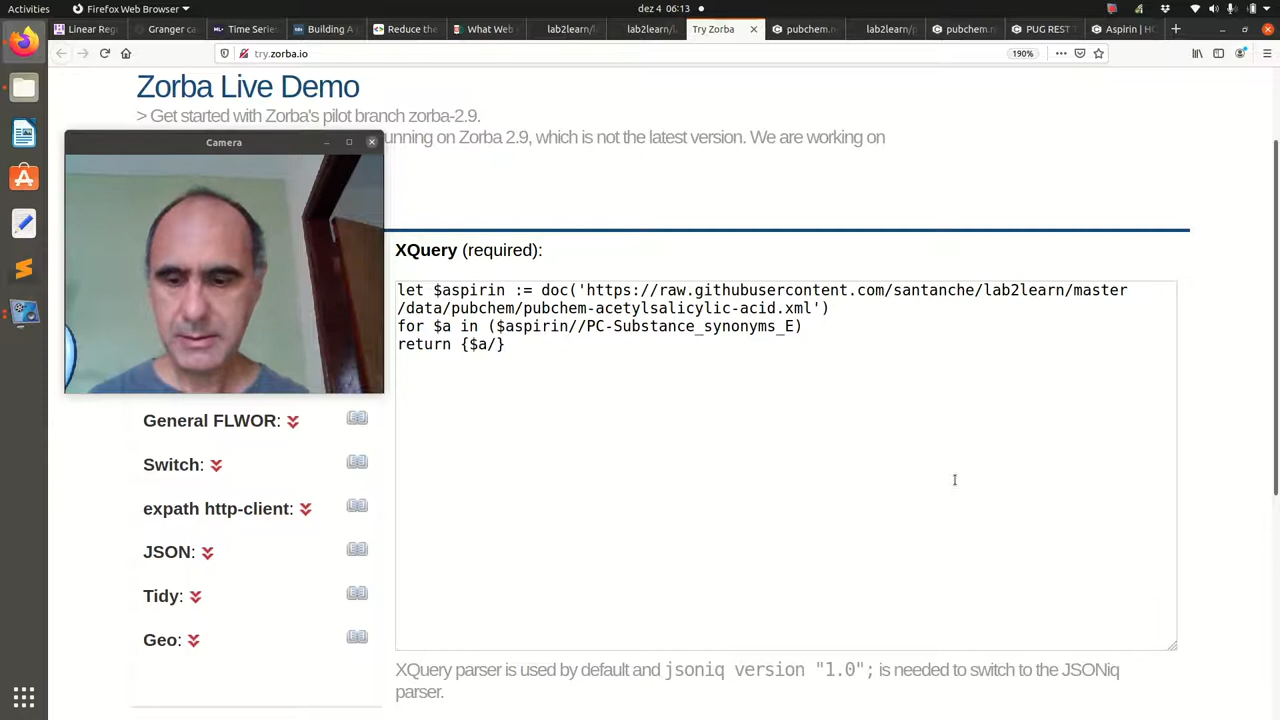 Activities
Firefox Web Browser
dez 4 06:13
Linear Reg
Granger ca
Time Series
Building A
Reduce the
What Web
lab2learn/l
lab2learn/
Try Zorba
pubchem.n
lab2learn/p
pubchem.n
PUG REST
Aspirin | HC
try.zorba.io
190%
Zorba Live Demo
> Get started with Zorba's pilot branch zorba-2.9.
unning on Zorba 2.9, which is not the latest version. We are working on
Camera
XQuery (required):
let $aspirin := doc('https://raw.githubusercontent.com/santanche/lab2learn/master
/data/pubchem/pubchem-acetylsalicylic-acid.xml')
for $a in ($aspirin//PC-Substance_synonyms_E)
return {$a/}
General FLWOR:
Switch:
expath http-client:
JSON:
Tidy:
Geo:
XQuery parser is used by default and jsoniq version "1.0"; is needed to switch to the JSONiq
parser.